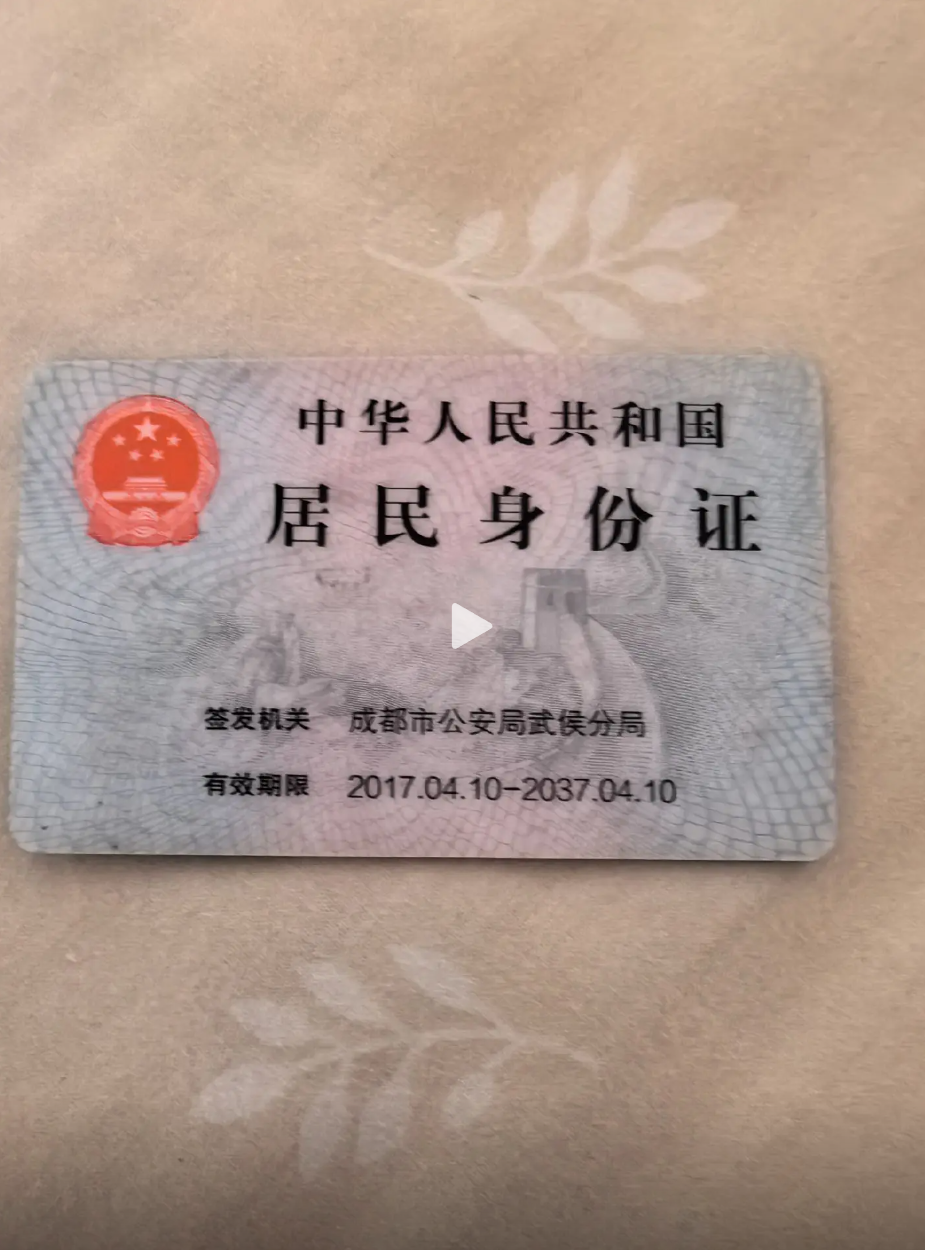 中华人民共和国
居民身份证
签发机关 成都市公安局武侯分局
有效期限 2017.04.10-2037.04.10